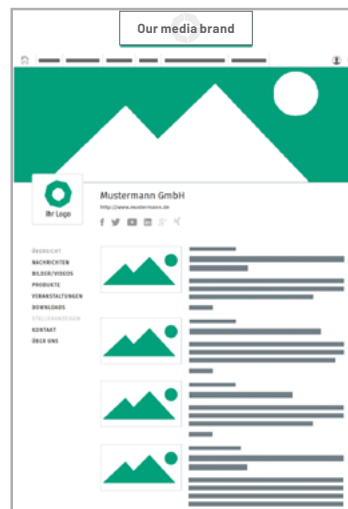 Our media brand
Ihr Logo
Mustermann GmbH
http://www.mustermann.de
ÜBERSICHT
NACHRICHTEN
BILDER/VIDEOS
PRODUKTE
VERANSTALTUNGEN
DOWNLOADS
STELLENANZEIGEN
KONTAKT
ÜBER UNS